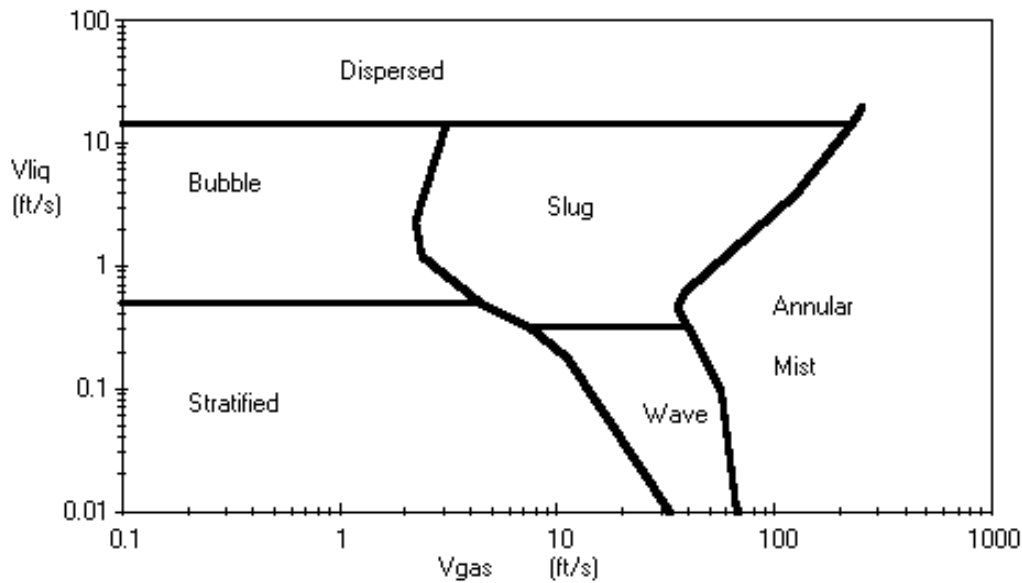 100
Dispersed
10
Vliq
(ft/s)
Bubble
Slug
1
Annular
Mist
0.1
Stratified
Wave
0.01
0.1 1 10 100 1000
Vgas (ft/s)